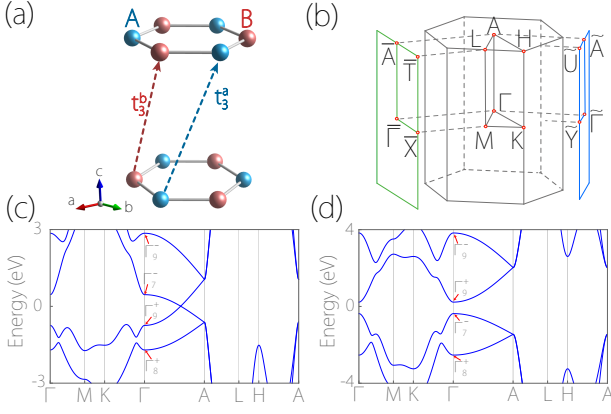 (a)
A
B
t₃ᵇ
t₃ᵃ
c
a
b
(b)
A
L
H
Γ
M
K
A̅
T̅
Γ̅
X̅
Ã
Ũ
Γ̃
Ỹ
(c)
Energy (eV)
3
0
-3
Γ₉⁻
Γ₇⁻
Γ₉⁺
Γ₈⁺
Γ M K Γ A L H A
(d)
Energy (eV)
4
0
-4
Γ₉⁻
Γ₉⁺
Γ₇⁻
Γ₈⁺
Γ M K Γ A L H A